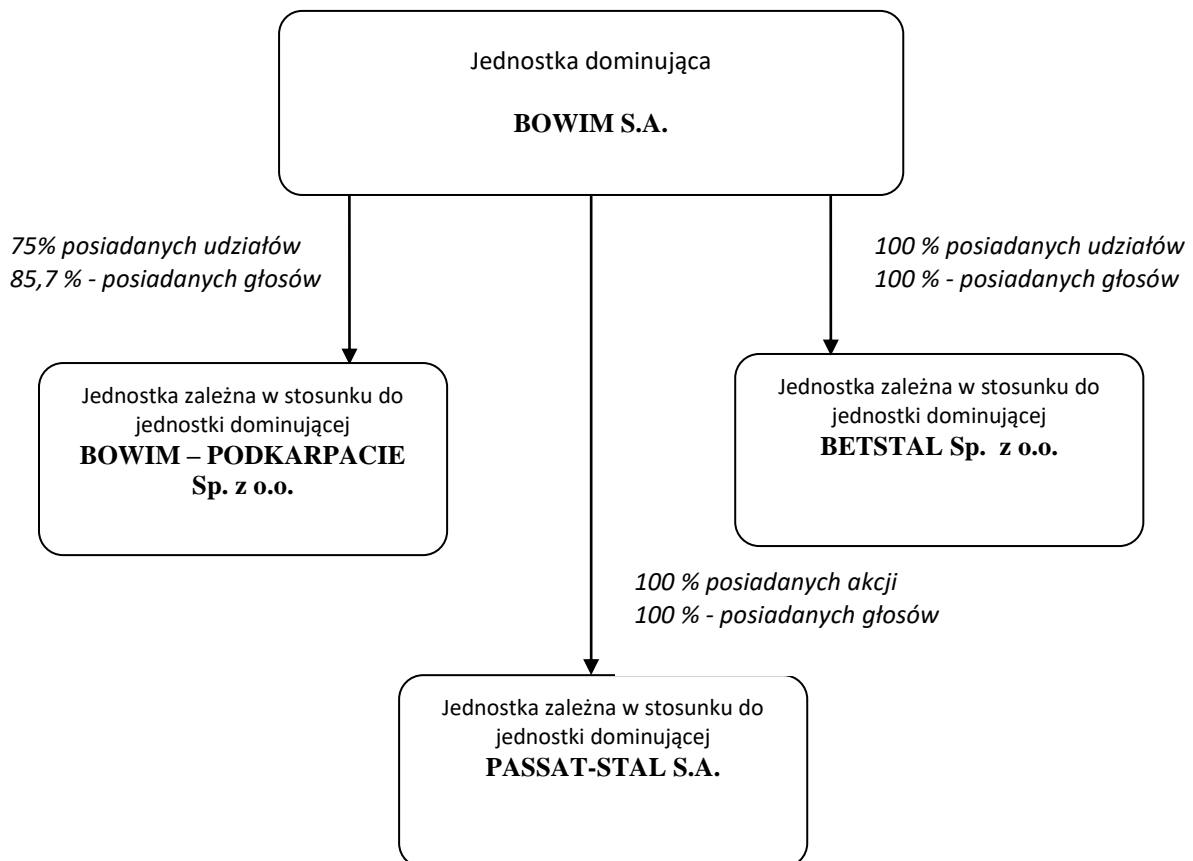 Jednostka dominująca
BOWIM S.A.
75% posiadanych udziałów
85,7 % - posiadanych głosów
100 % posiadanych udziałów
100 % - posiadanych głosów
Jednostka zależna w stosunku do
jednostki dominującej
BOWIM – PODKARPACIE
Sp. z o.o.
Jednostka zależna w stosunku do
jednostki dominującej
BETSTAL Sp. z o.o.
100 % posiadanych akcji
100 % - posiadanych głosów
Jednostka zależna w stosunku do
jednostki dominującej
PASSAT-STAL S.A.